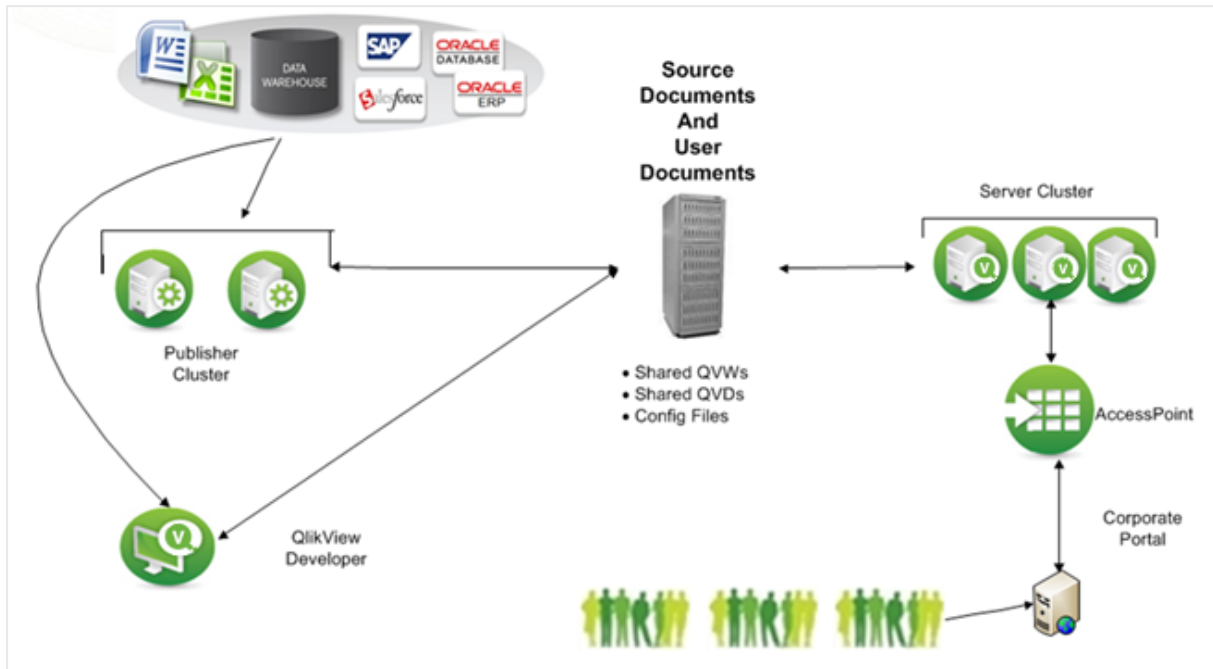 W
X
DATA
WAREHOUSE
SAP
ORACLE
DATABASE
salesforce
ORACLE
ERP
Source
Documents
And
User
Documents
Server Cluster
V
V
V
Publisher
Cluster
• Shared QVWs
• Shared QVDs
• Config Files
AccessPoint
V
QlikView
Developer
Corporate
Portal